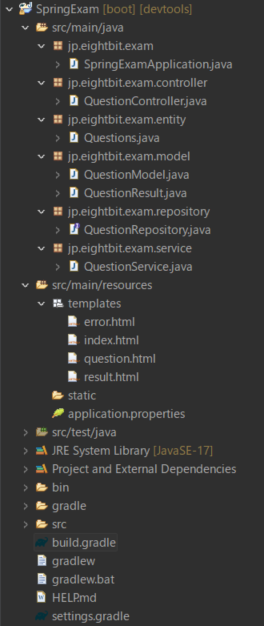 SpringExam [boot] [devtools]
src/main/java
jp.eightbit.exam
SpringExamApplication.java
jp.eightbit.exam.controller
QuestionController.java
jp.eightbit.exam.entity
Questions.java
jp.eightbit.exam.model
QuestionModel.java
QuestionResult.java
jp.eightbit.exam.repository
QuestionRepository.java
jp.eightbit.exam.service
QuestionService.java
src/main/resources
templates
error.html
index.html
question.html
result.html
static
application.properties
src/test/java
JRE System Library [JavaSE-17]
Project and External Dependencies
bin
gradle
src
build.gradle
gradlew
gradlew.bat
HELP.md
settings.gradle